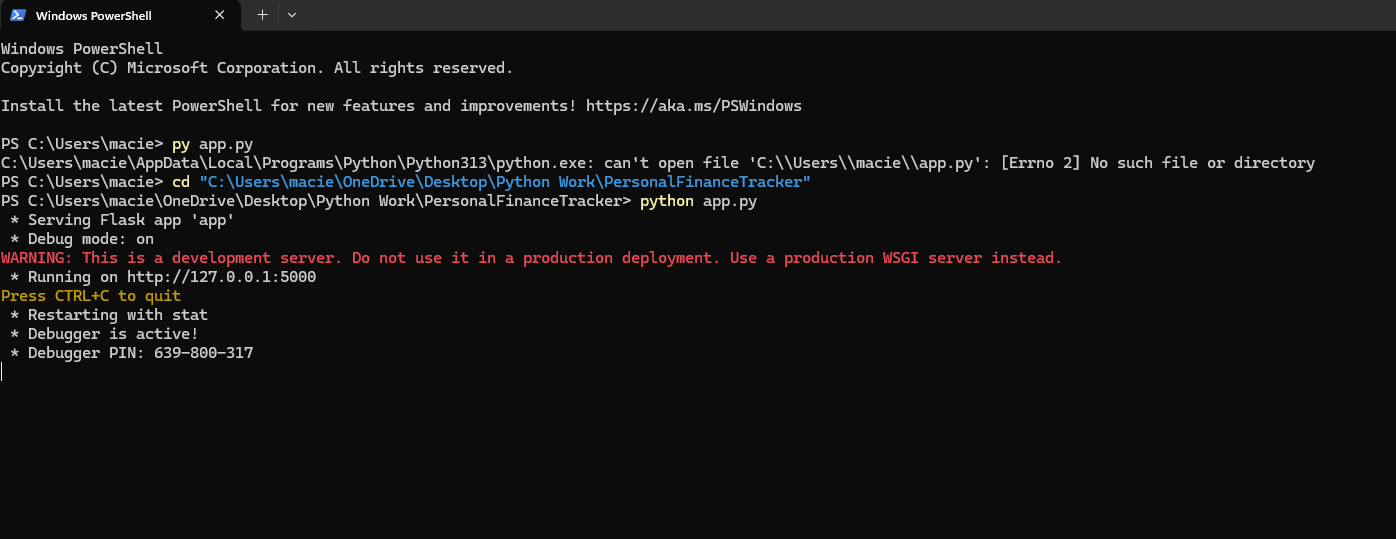 Windows PowerShell
Windows PowerShell
Copyright (C) Microsoft Corporation. All rights reserved.
Install the latest PowerShell for new features and improvements! https://aka.ms/PSWindows
PS C:\Users\macie> py app.py
C:\Users\macie\AppData\Local\Programs\Python\Python313\python.exe: can't open file 'C:\\Users\\macie\\app.py': [Errno 2] No such file or directory
PS C:\Users\macie> cd "C:\Users\macie\OneDrive\Desktop\Python Work\PersonalFinanceTracker"
PS C:\Users\macie\OneDrive\Desktop\Python Work\PersonalFinanceTracker> python app.py
 * Serving Flask app 'app'
 * Debug mode: on
WARNING: This is a development server. Do not use it in a production deployment. Use a production WSGI server instead.
 * Running on http://127.0.0.1:5000
Press CTRL+C to quit
 * Restarting with stat
 * Debugger is active!
 * Debugger PIN: 639-800-317